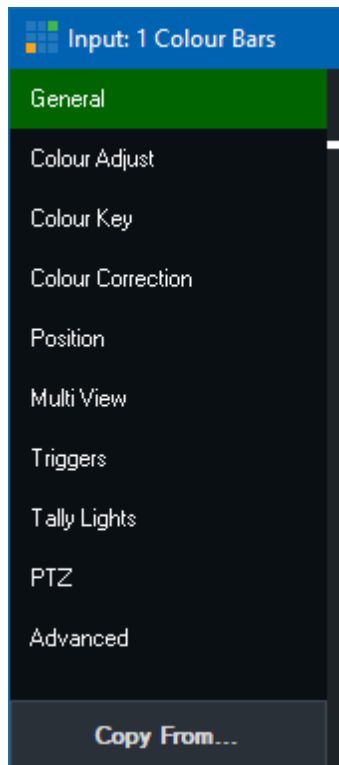 Input: 1 Colour Bars
General
Colour Adjust
Colour Key
Colour Correction
Position
Multi View
Triggers
Tally Lights
PTZ
Advanced
Copy From...